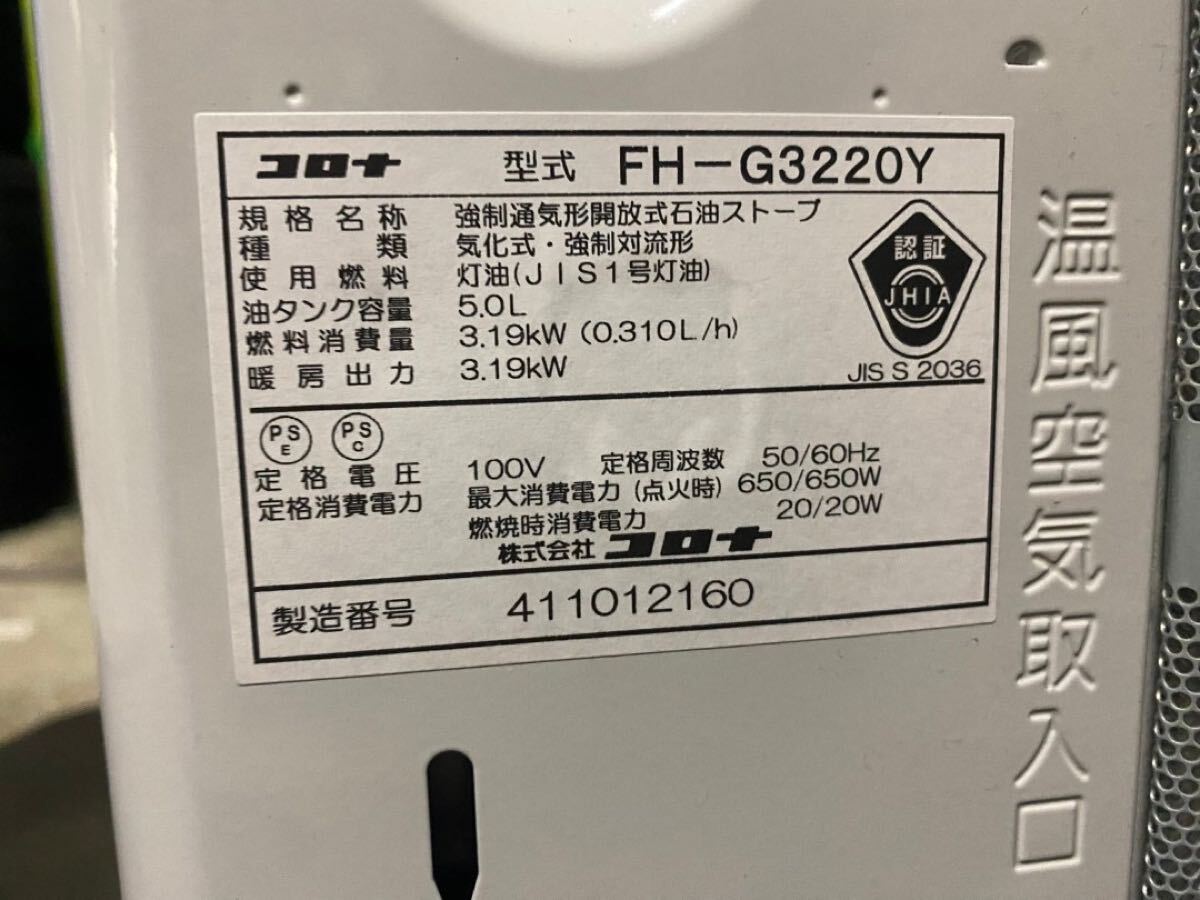 コロナ 型式 FH-G3220Y
規格名称 強制通気形開放式石油ストーブ
種類 気化式・強制対流形
使用燃料 灯油(JIS1号灯油)
油タンク容量 5.0L
燃料消費量 3.19kW (0.310L/h)
暖房出力 3.19kW
認証
JHIA
JIS S 2036
PS E PS C
定格電圧 100V 定格周波数 50/60Hz
定格消費電力 最大消費電力(点火時) 650/650W
燃焼時消費電力 20/20W
株式会社 コロナ
製造番号 411012160
温風空気取入口